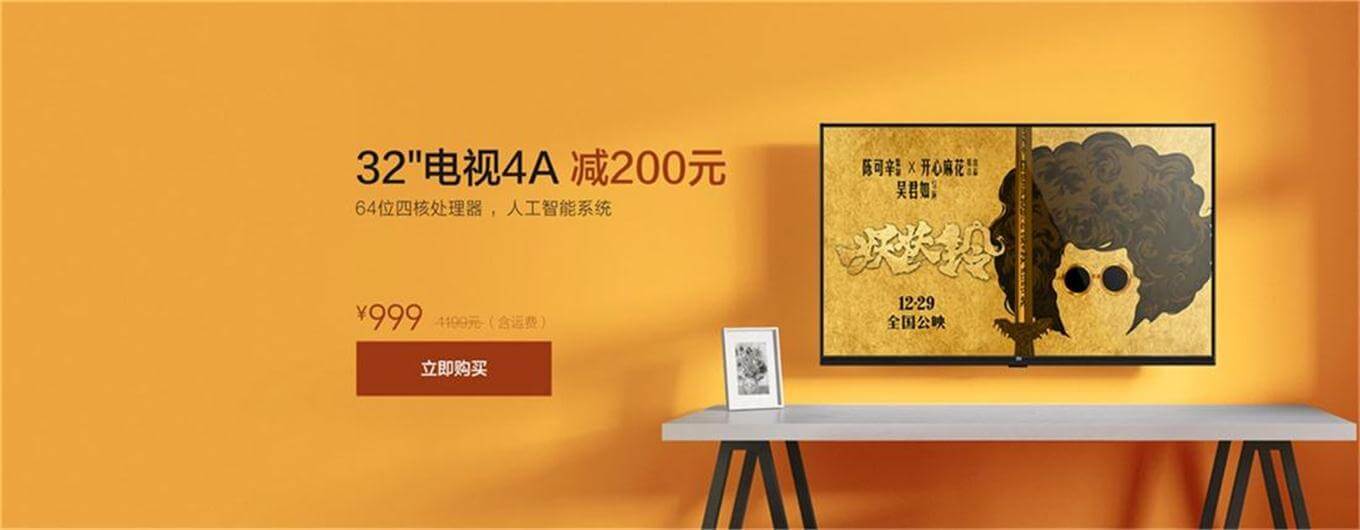 32"电视4A 减200元
64位四核处理器，人工智能系统
¥999 1199元（含运费）
立即购买
陈可辛 × 开心麻花
吴君如
妖妖铃
12·29
全国公映